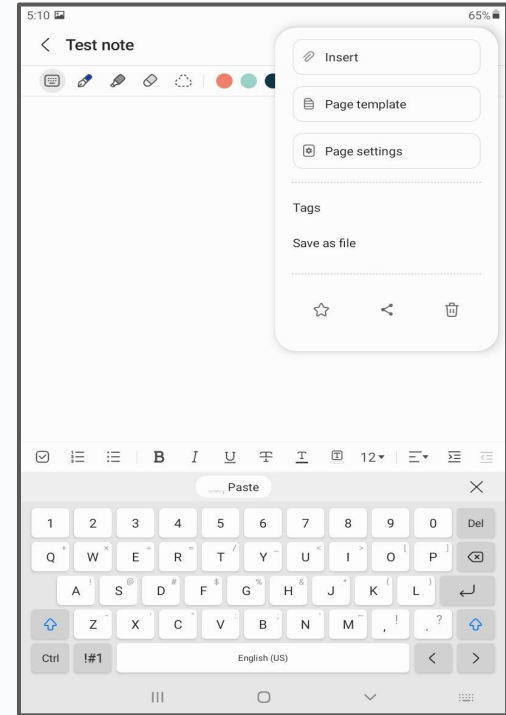 5:10 65%
Test note
Insert
Page template
Page settings
Tags
Save as file
B I U T T T 12
Paste
1 2 3 4 5 6 7 8 9 0 Del
Q + W × E ÷ R = T / Y _ U < I > O [ P ]
A ! S @ D # F $ G % H & J * K ( L )
Z - X ' C " V : B ; N ` M ~ , ! . ?
Ctrl !#1 English (US) < >